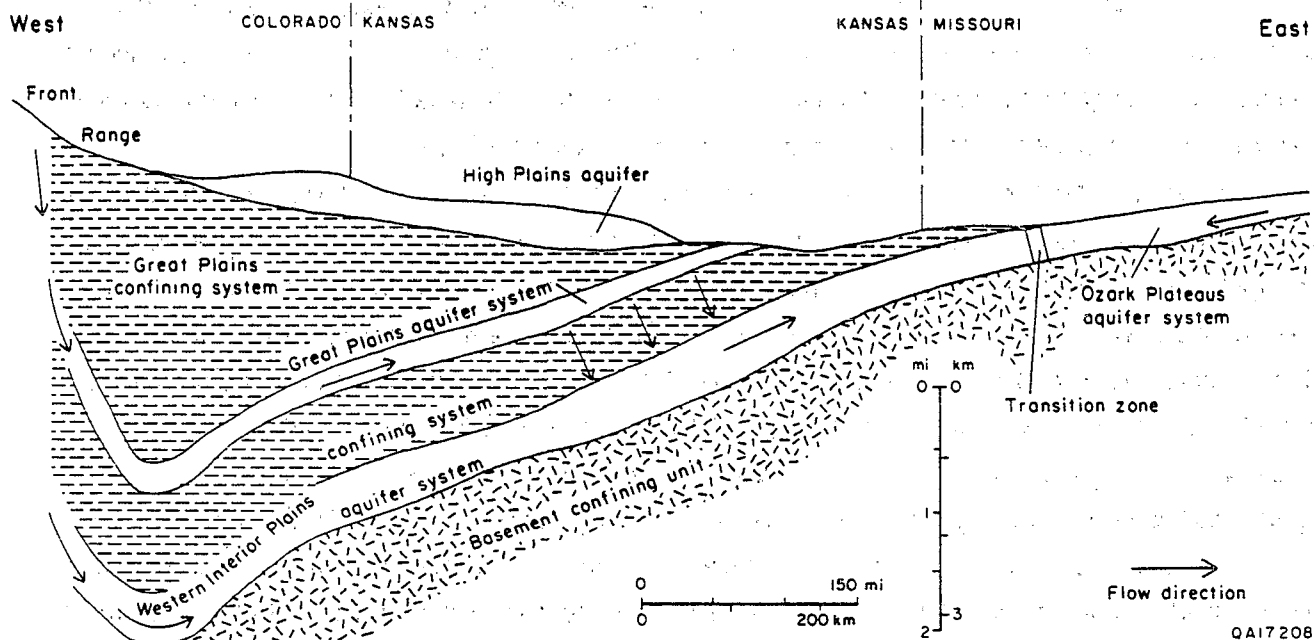 West
COLORADO
KANSAS
KANSAS
MISSOURI
East
Front
Range
High Plains aquifer
Great Plains
confining system
Great Plains aquifer system
Ozark Plateaus
aquifer system
mi km
0 0
Transition zone
confining system
Western Interior Plains
aquifer system
Basement confining unit
1
0 150 mi
0 200 km
Flow direction
2 3
QA17208